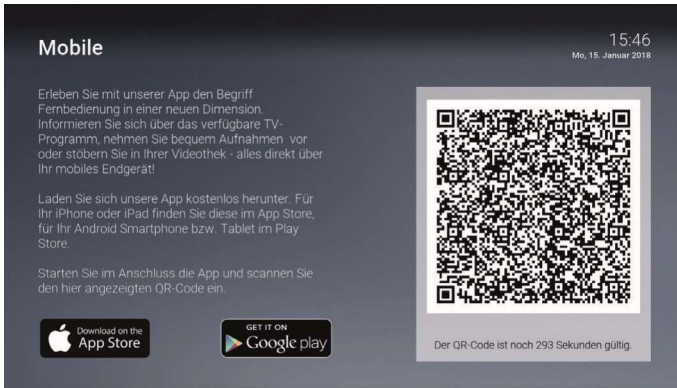 Mobile
15:46
Mo, 15. Januar 2018
Erleben Sie mit unserer App den Begriff
Fernbedienung in einer neuen Dimension.
Informieren Sie sich über das verfügbare TV-
Programm, nehmen Sie bequem Aufnahmen vor
oder stöbern Sie in Ihrer Videothek - alles direkt über
Ihr mobiles Endgerät!
Laden Sie sich unsere App kostenlos herunter. Für
Ihr iPhone oder iPad finden Sie diese im App Store,
für Ihr Android Smartphone bzw. Tablet im Play
Store.
Starten Sie im Anschluss die App und scannen Sie
den hier angezeigten QR-Code ein.
Download on the
App Store
GET IT ON
Google play
Der QR-Code ist noch 293 Sekunden gültig.